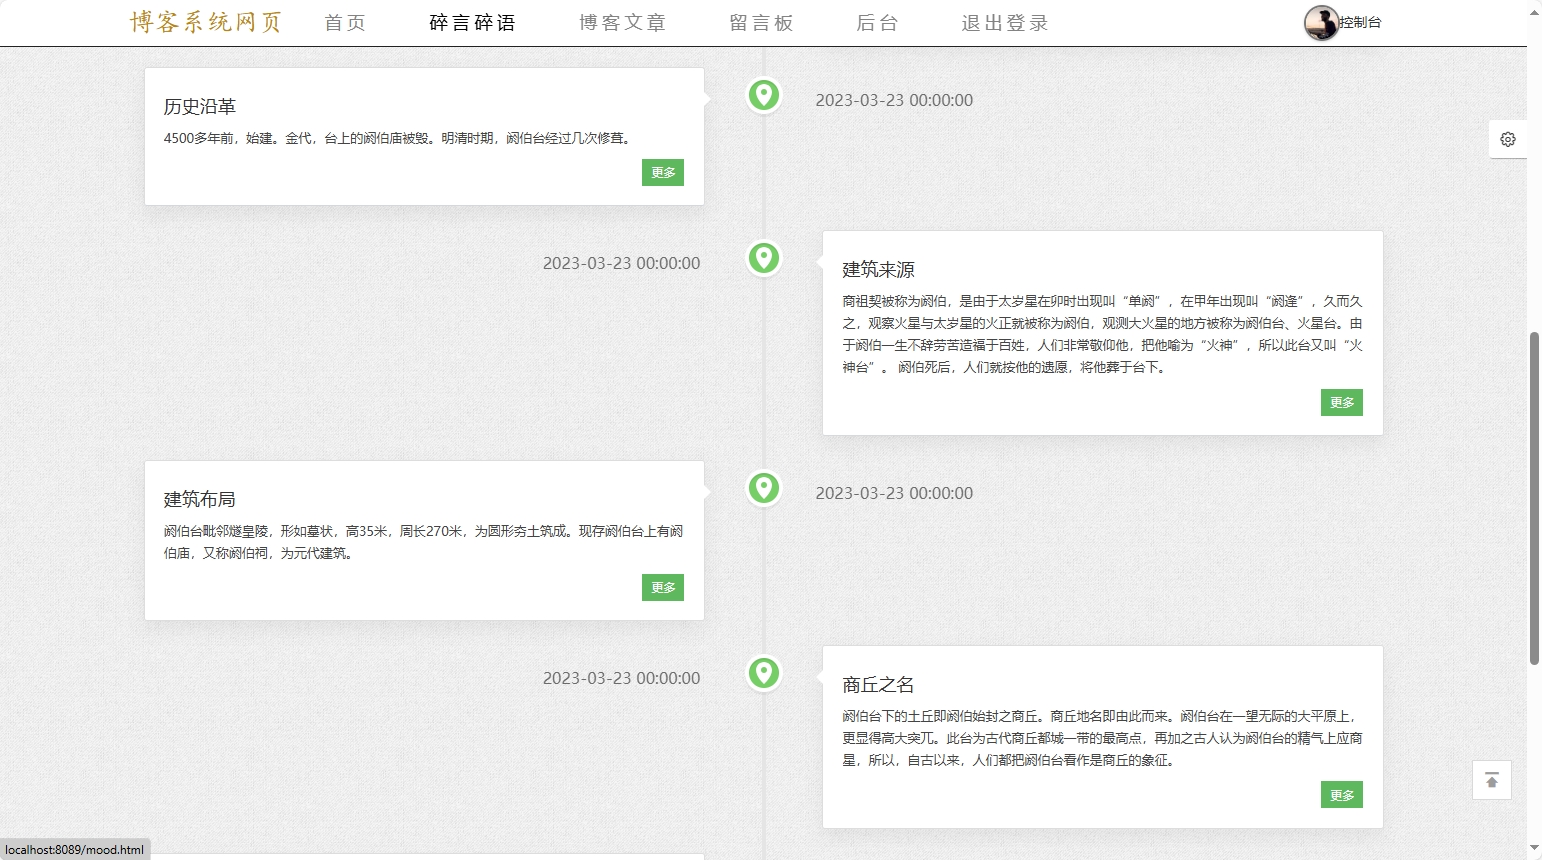 博客系统网页
首页
碎言碎语
博客文章
留言板
后台
退出登录
控制台
历史沿革
4500多年前，始建。金代，台上的阏伯庙被毁。明清时期，阏伯台经过几次修葺。
更多
2023-03-23 00:00:00
2023-03-23 00:00:00
建筑来源
商祖契被称为阏伯，是由于太岁星在卯时出现叫“单阏”，在甲年出现叫“阏逢”，久而久
之，观察火星与太岁星的火正就被称为阏伯，观测大火星的地方被称为阏伯台、火星台。由
于阏伯一生不辞劳苦造福于百姓，人们非常敬仰他，把他喻为“火神”，所以此台又叫“火
神台”。 阏伯死后，人们就按他的遗愿，将他葬于台下。
更多
建筑布局
阏伯台毗邻燧皇陵，形如墓状，高35米，周长270米，为圆形夯土筑成。现存阏伯台上有阏
伯庙，又称阏伯祠，为元代建筑。
更多
2023-03-23 00:00:00
2023-03-23 00:00:00
商丘之名
阏伯台下的土丘即阏伯始封之商丘。商丘地名即由此而来。阏伯台在一望无际的大平原上，
更显得高大突兀。此台为古代商丘都城一带的最高点，再加之古人认为阏伯台的精气上应商
星，所以，自古以来，人们都把阏伯台看作是商丘的象征。
更多
localhost:8089/mood.html